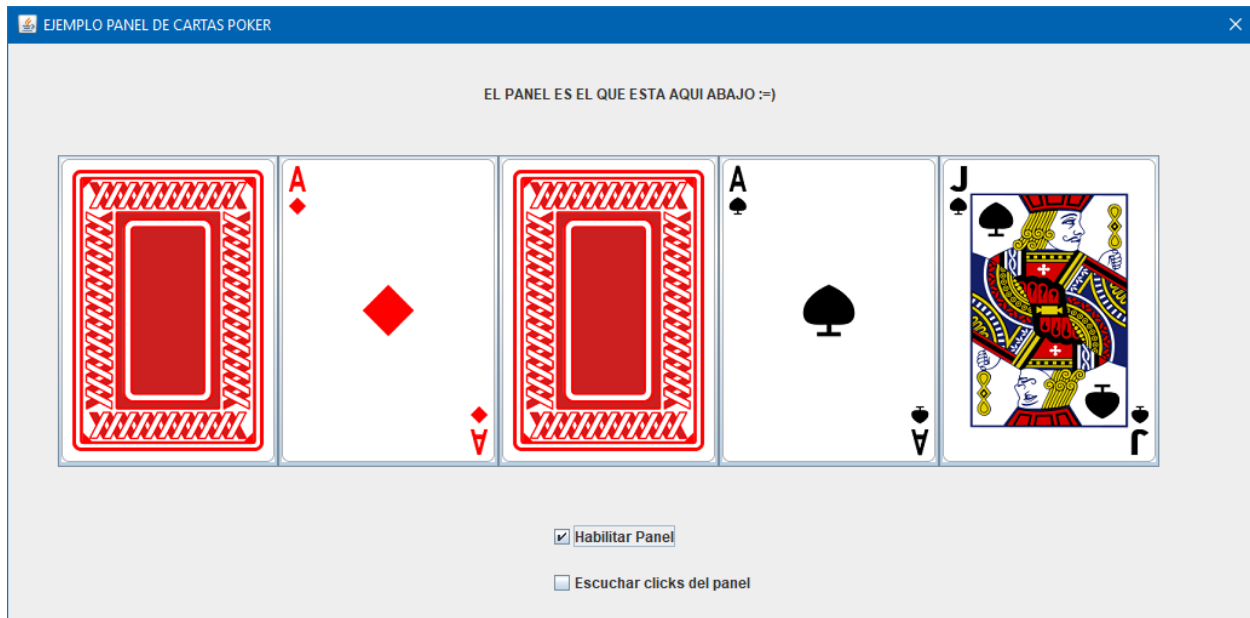 EJEMPLO PANEL DE CARTAS POKER
EL PANEL ES EL QUE ESTA AQUI ABAJO :=)
A
A
J
A
A
J
Habilitar Panel
Escuchar clicks del panel